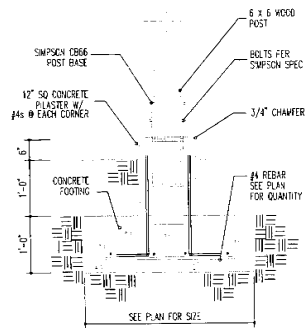 6 x 6 WOOD
POST
SIMPSON CB66
POST BASE
BOLTS PER
SIMPSON SPEC
12" SQ CONCRETE
PILASTER W/
#4s @ EACH CORNER
3/4" CHAMFER
6"
1'-0"
CONCRETE
FOOTING
#4 REBAR
SEE PLAN
FOR QUANTITY
1'-0"
SEE PLAN FOR SIZE